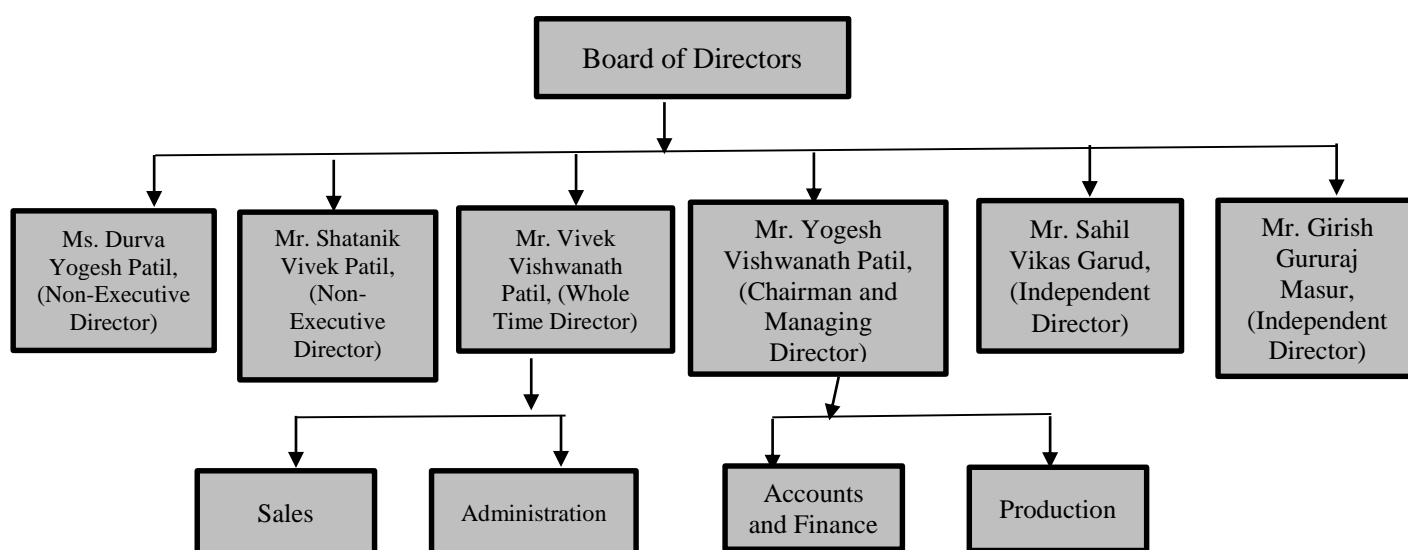 Board of Directors
Ms. Durva
Yogesh Patil,
(Non-Executive
Director)
Mr. Shatanik
Vivek Patil,
(Non-
Executive
Director)
Mr. Vivek
Vishwanath
Patil, (Whole
Time Director)
Mr. Yogesh
Vishwanath Patil,
(Chairman and
Managing
Director)
Mr. Sahil
Vikas Garud,
(Independent
Director)
Mr. Girish
Gururaj
Masur,
(Independent
Director)
Sales
Administration
Accounts
and Finance
Production